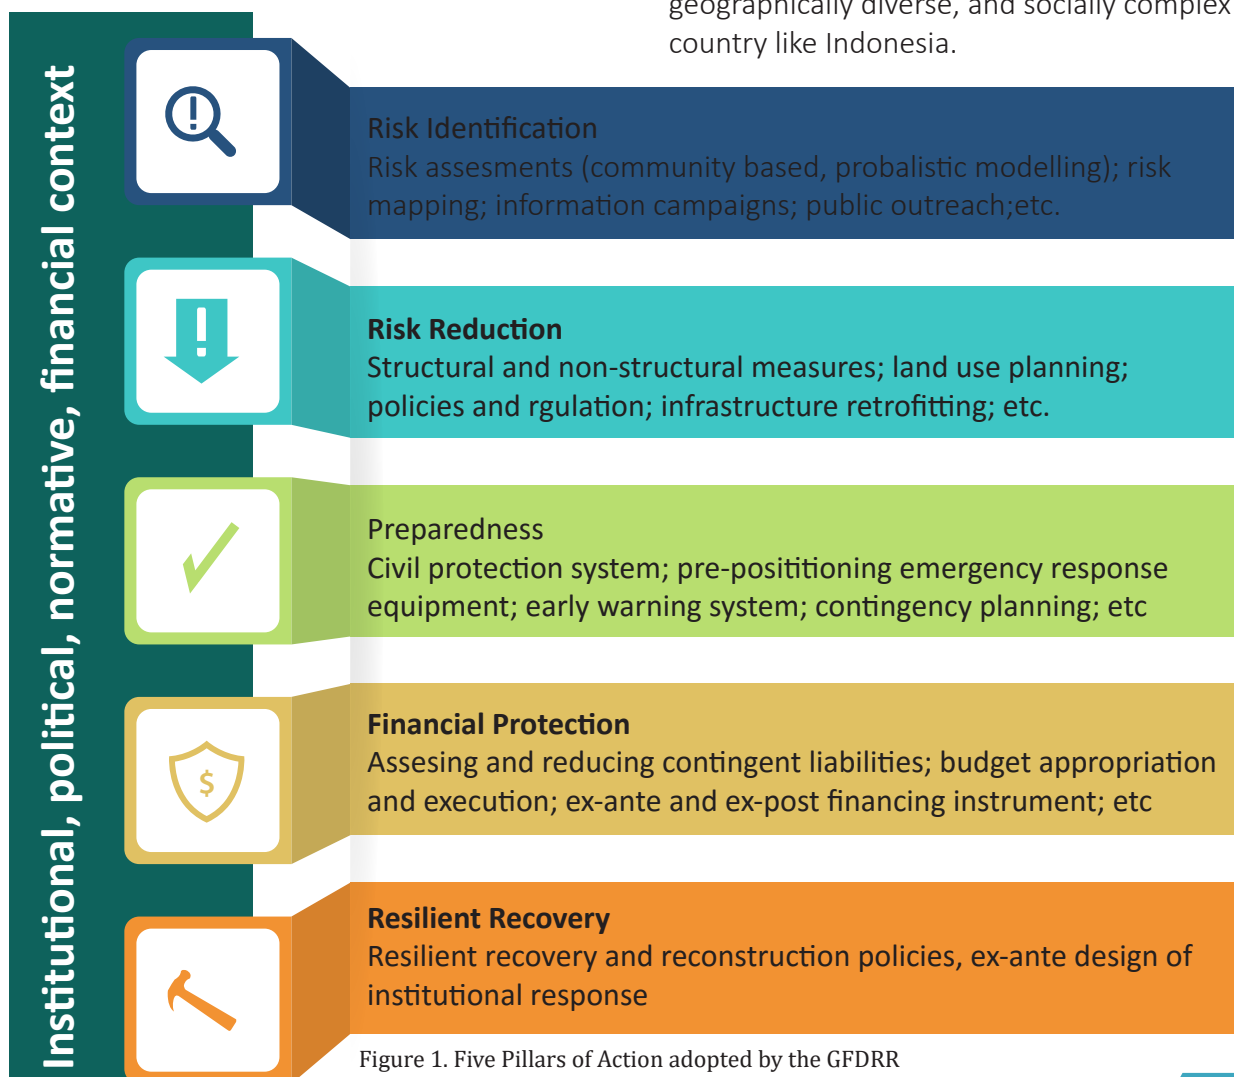 geographically diverse, and socially complex
country like Indonesia.
Institutional, political, normative, financial context
Risk Identification
Risk assesments (community based, probalistic modelling); risk
mapping; information campaigns; public outreach;etc.
Risk Reduction
Structural and non-structural measures; land use planning;
policies and rgulation; infrastructure retrofitting; etc.
Preparedness
Civil protection system; pre-posititioning emergency response
equipment; early warning system; contingency planning; etc
$
Financial Protection
Assesing and reducing contingent liabilities; budget appropriation
and execution; ex-ante and ex-post financing instrument; etc
Resilient Recovery
Resilient recovery and reconstruction policies, ex-ante design of
institutional response
Figure 1. Five Pillars of Action adopted by the GFDRR